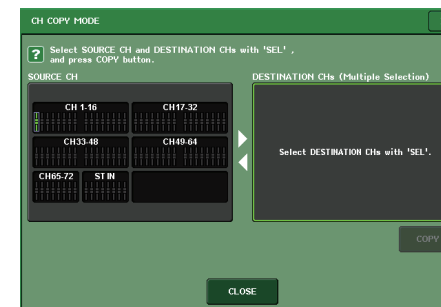 CH COPY MODE
? Select SOURCE CH and DESTINATION CHs with 'SEL' ,
and press COPY button.
SOURCE CH
DESTINATION CHs (Multiple Selection)
CH 1-16
CH17-32
CH33-48
CH49-64
CH65-72
ST IN
Select DESTINATION CHs with 'SEL'.
COPY
CLOSE